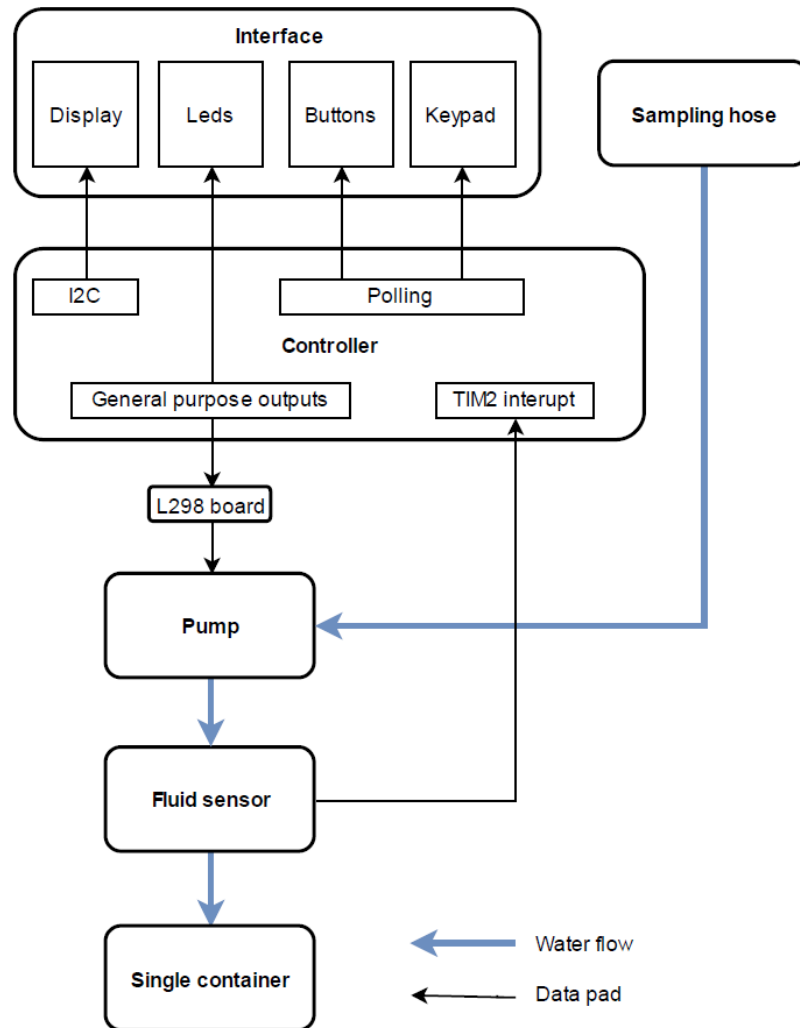 Interface
Display
Leds
Buttons
Keypad
Sampling hose
I2C
Polling
Controller
General purpose outputs
TIM2 interupt
L298 board
Pump
Fluid sensor
Single container
Water flow
Data pad